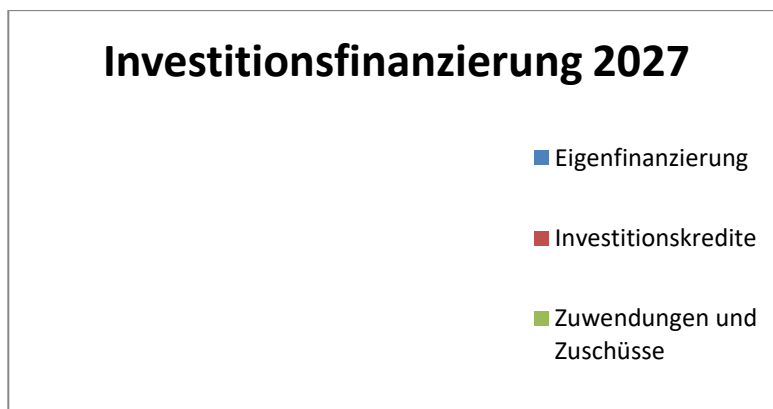 Investitionsfinanzierung 2027
Eigenfinanzierung
Investitionskredite
Zuwendungen und
Zuschüsse